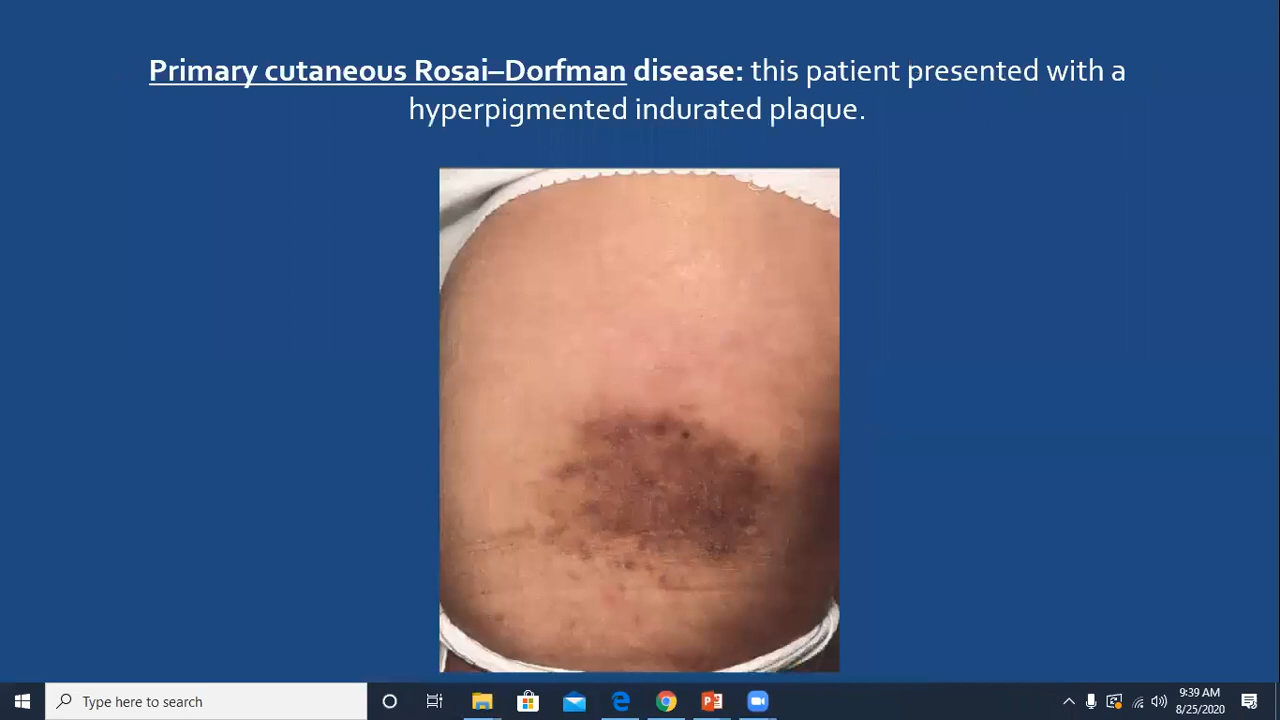 Primary cutaneous Rosai–Dorfman disease: this patient presented with a
hyperpigmented indurated plaque.
Type here to search
9:39 AM
8/25/2020